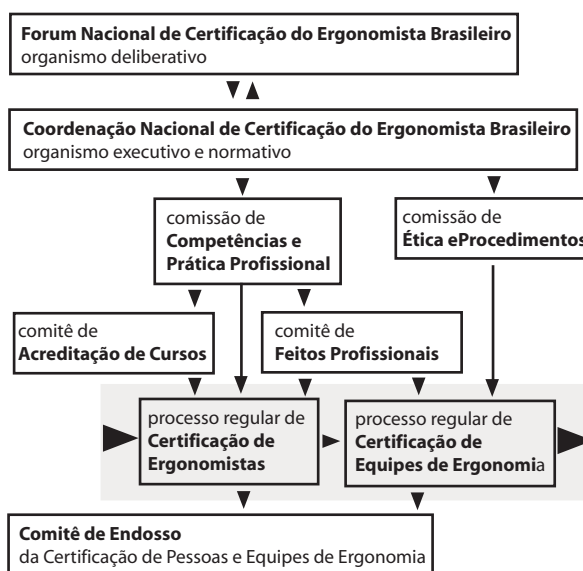 Forum Nacional de Certificação do Ergonomista Brasileiro
organismo deliberativo
Coordenação Nacional de Certificação do Ergonomista Brasileiro
organismo executivo e normativo
comissão de
Competências e
Prática Profissional
comissão de
Ética eProcedimentos
comitê de
Acreditação de Cursos
comitê de
Feitos Profissionais
processo regular de
Certificação de
Ergonomistas
processo regular de
Certificação de
Equipes de Ergonomia
Comitê de Endosso
da Certificação de Pessoas e Equipes de Ergonomia